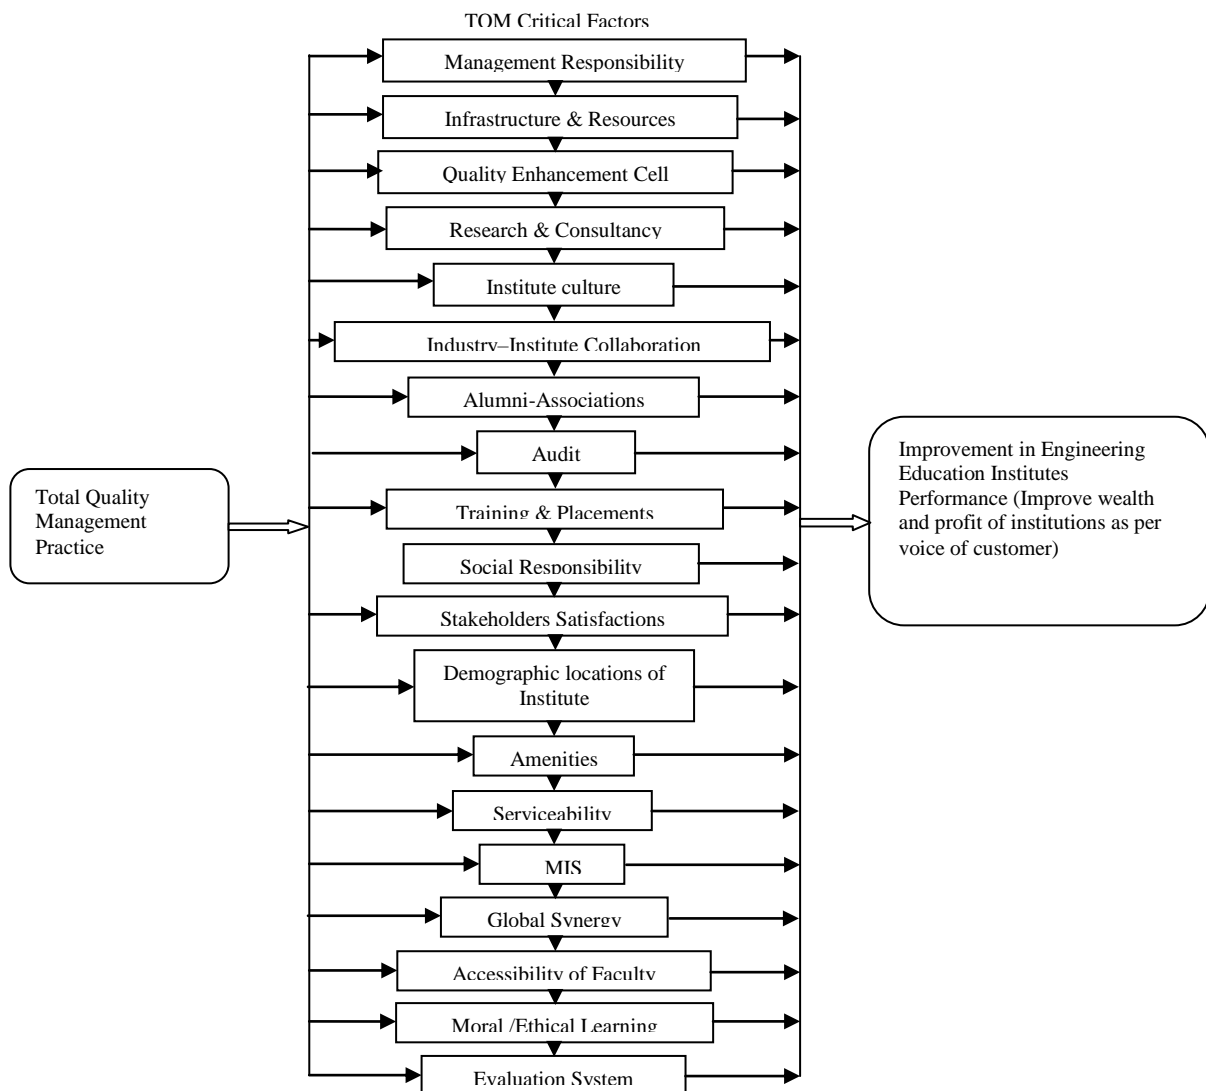 TQM Critical Factors
Management Responsibility
Infrastructure & Resources
Quality Enhancement Cell
Research & Consultancy
Institute culture
Industry–Institute Collaboration
Alumni-Associations
Audit
Training & Placements
Social Responsibility
Stakeholders Satisfactions
Demographic locations of
Institute
Amenities
Serviceability
MIS
Global Synergy
Accessibility of Faculty
Moral /Ethical Learning
Evaluation System
Total Quality
Management
Practice
Improvement in Engineering
Education Institutes
Performance (Improve wealth
and profit of institutions as per
voice of customer)